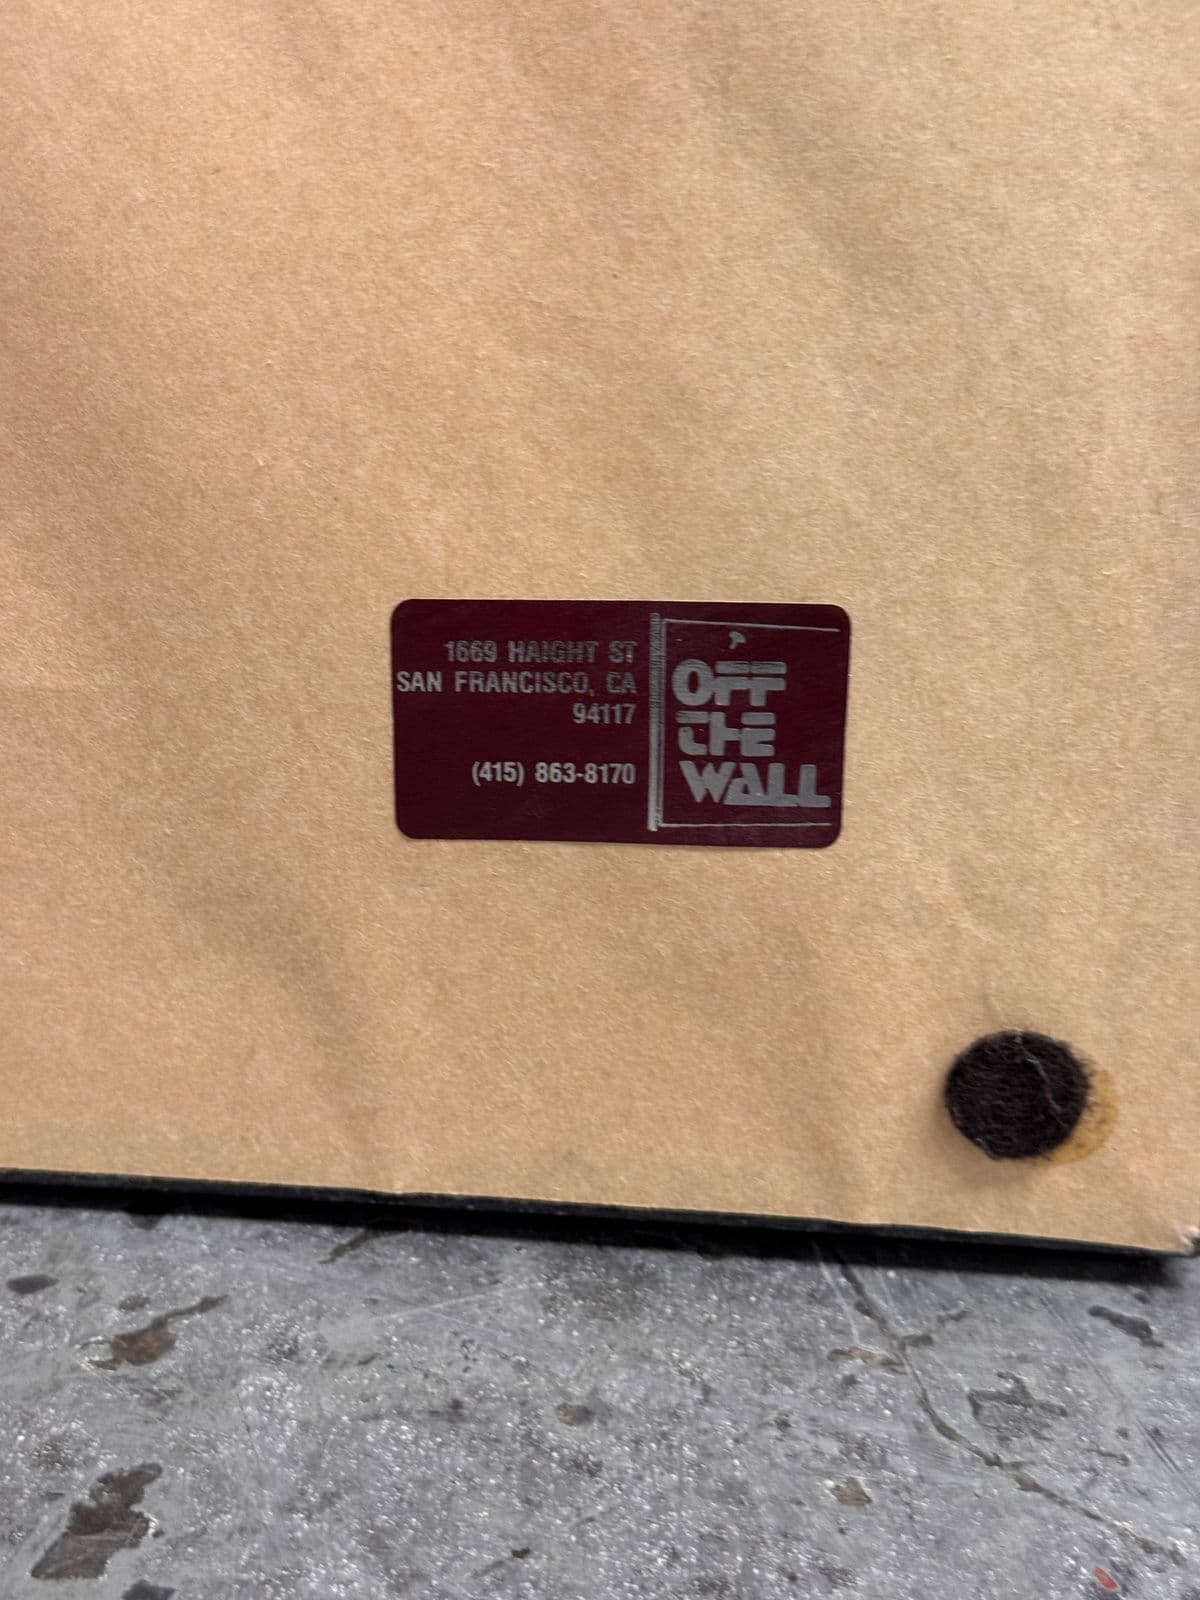 1669 HAIGHT ST
SAN FRANCISCO, CA
94117
(415) 863-8170
OFF
THE
WALL